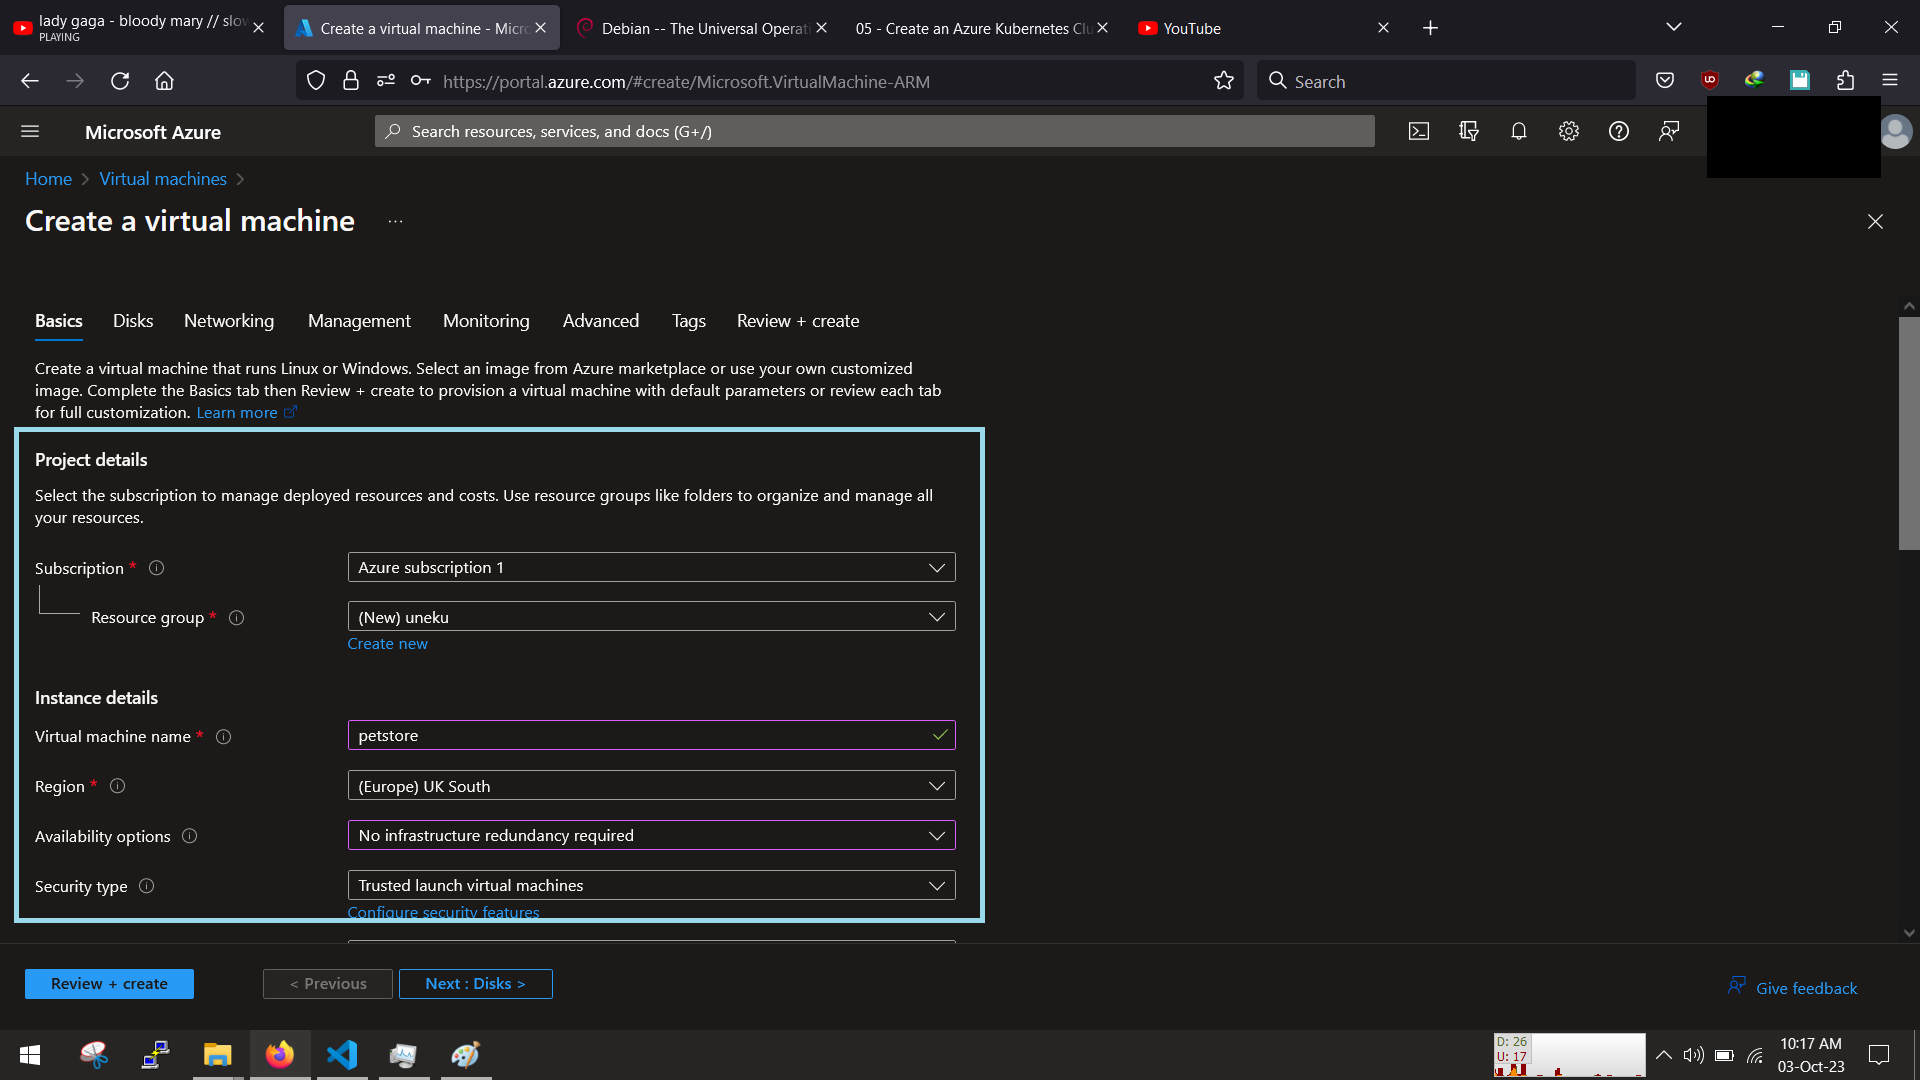 lady gaga - bloody mary // slow
PLAYING
Create a virtual machine - Micro
Debian -- The Universal Operati
05 - Create an Azure Kubernetes Clu
YouTube
https://portal.azure.com/#create/Microsoft.VirtualMachine-ARM
Search
Microsoft Azure
Search resources, services, and docs (G+/)
Home > Virtual machines >
Create a virtual machine ...
Basics Disks Networking Management Monitoring Advanced Tags Review + create
Create a virtual machine that runs Linux or Windows. Select an image from Azure marketplace or use your own customized
image. Complete the Basics tab then Review + create to provision a virtual machine with default parameters or review each tab
for full customization. Learn more
Project details
Select the subscription to manage deployed resources and costs. Use resource groups like folders to organize and manage all
your resources.
Subscription * Azure subscription 1
Resource group * (New) uneku
Create new
Instance details
Virtual machine name * petstore
Region * (Europe) UK South
Availability options No infrastructure redundancy required
Security type Trusted launch virtual machines
Configure security features
Review + create < Previous Next : Disks >
Give feedback
D: 26
U: 17
10:17 AM
03-Oct-23